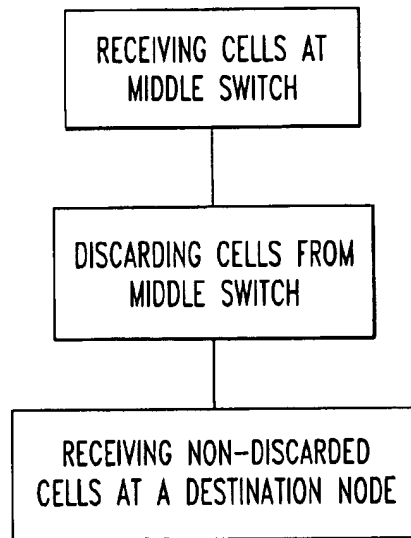 RECEIVING CELLS AT
MIDDLE SWITCH
DISCARDING CELLS FROM
MIDDLE SWITCH
RECEIVING NON-DISCARDED
CELLS AT A DESTINATION NODE